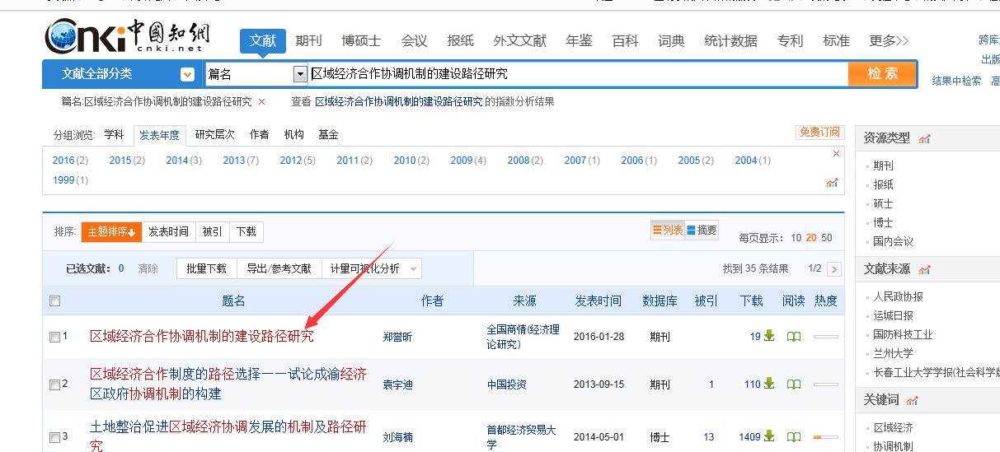 Cnki中国知網
cnki.net
文献 期刊 博硕士 会议 报纸 外文文献 年鉴 百科 词典 统计数据 专利 标准 更多>>
跨库
出版
文献全部分类 篇名 区域经济合作协调机制的建设路径研究 检索
结果中检索 高
篇名:区域经济合作协调机制的建设路径研究 × 查看 区域经济合作协调机制的建设路径研究 的指数分析结果
分组浏览: 学科 发表年度 研究层次 作者 机构 基金 免费订阅
2016(2) 2015(2) 2014(3) 2013(7) 2012(5) 2011(2) 2010(2) 2009(4) 2008(2) 2007(1) 2006(1) 2005(2) 2004(1) ×
1999(1)
排序: 主题排序 发表时间 被引 下载 列表 摘要 每页显示: 10 20 50
已选文献: 0 清除 批量下载 导出/参考文献 计量可视化分析 找到 35 条结果 1/2 >
题名 作者 来源 发表时间 数据库 被引 下载 阅读 热度
1 区域经济合作协调机制的建设路径研究 郑誉昕 全国商情(经济理 2016-01-28 期刊 19
论研究)
2 区域经济合作制度的路径选择——试论成渝经济 袁宇迪 中国投资 2013-09-15 期刊 1 110
区政府协调机制的构建
3 土地整治促进区域经济协调发展的机制及路径研 刘海楠 首都经济贸易大 2014-05-01 博士 13 1409
究 学
资源类型
期刊
报纸
硕士
博士
国内会议
文献来源
人民政协报
运城日报
国防科技工业
兰州大学
长春工业大学学报(社会科学版
关键词
区域经济
协调机制